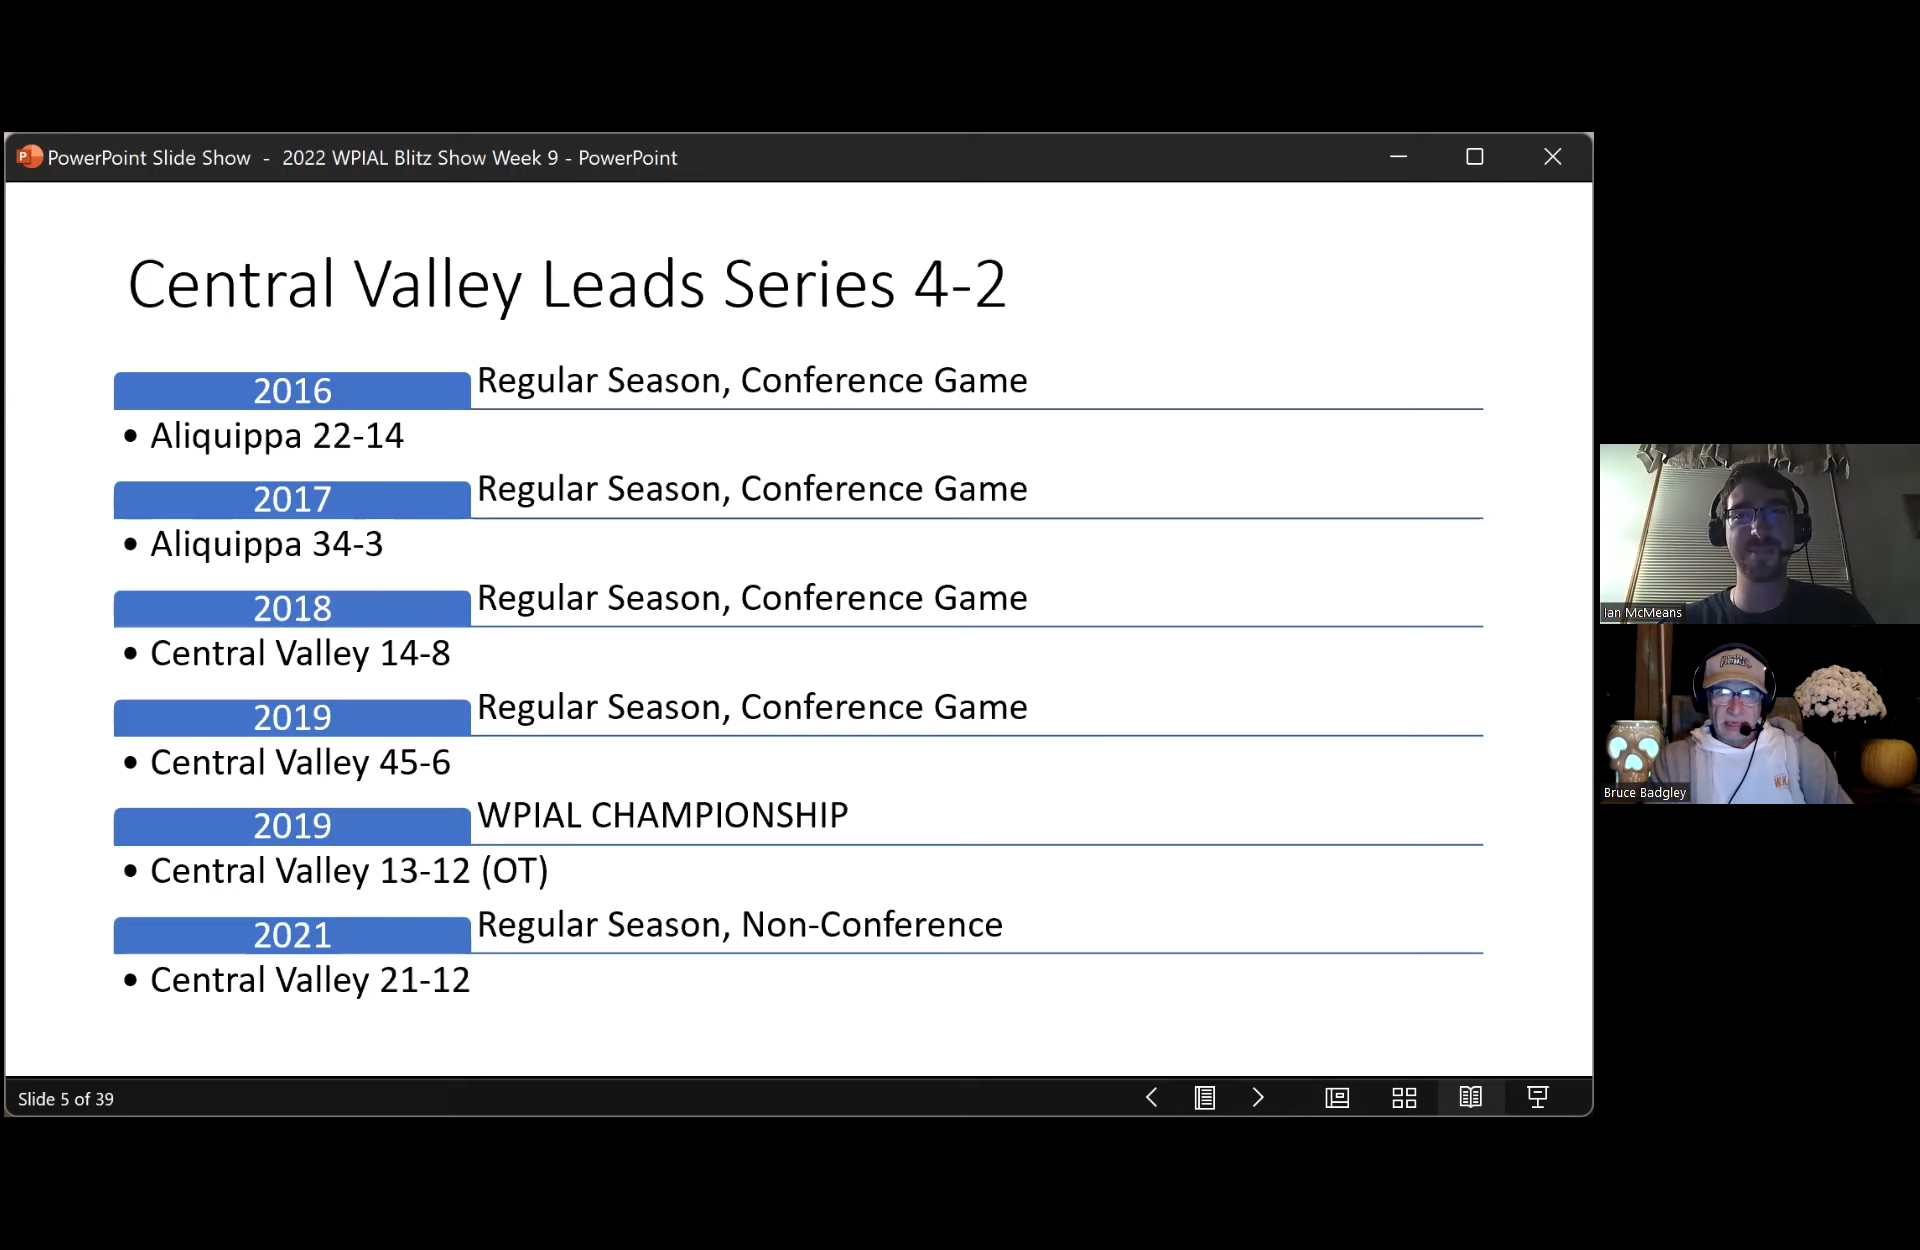 PowerPoint Slide Show - 2022 WPIAL Blitz Show Week 9 - PowerPoint
Central Valley Leads Series 4-2
2016 Regular Season, Conference Game
• Aliquippa 22-14
2017 Regular Season, Conference Game
• Aliquippa 34-3
2018 Regular Season, Conference Game
• Central Valley 14-8
2019 Regular Season, Conference Game
• Central Valley 45-6
2019 WPIAL CHAMPIONSHIP
• Central Valley 13-12 (OT)
2021 Regular Season, Non-Conference
• Central Valley 21-12
Slide 5 of 39
Ian McMeans
Bruce Badgley